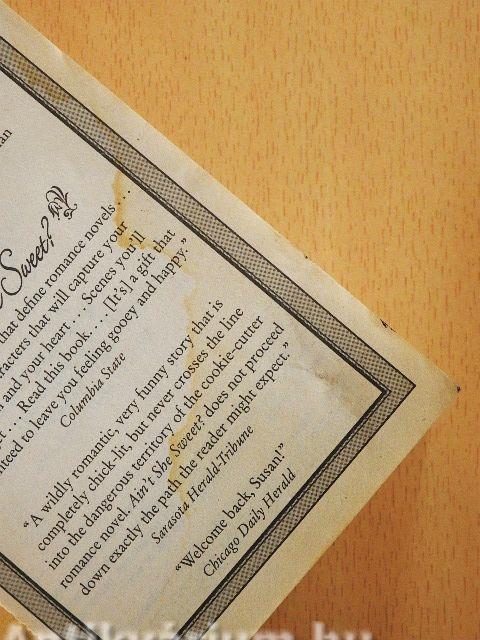 an
Sweet?
that define romance novels . . .
acters that will capture your
and your heart . . . Scenes you'll
. . . Read this book. . . . [It's] a gift that
teed to leave you feeling gooey and happy."
Columbia State
"A wildly romantic, very funny story that is
completely chick lit, but never crosses the line
into the dangerous territory of the cookie-cutter
romance novel. Ain't She Sweet? does not proceed
down exactly the path the reader might expect."
Sarasota Herald-Tribune
"Welcome back, Susan!"
Chicago Daily Herald
Antikvarium.hu